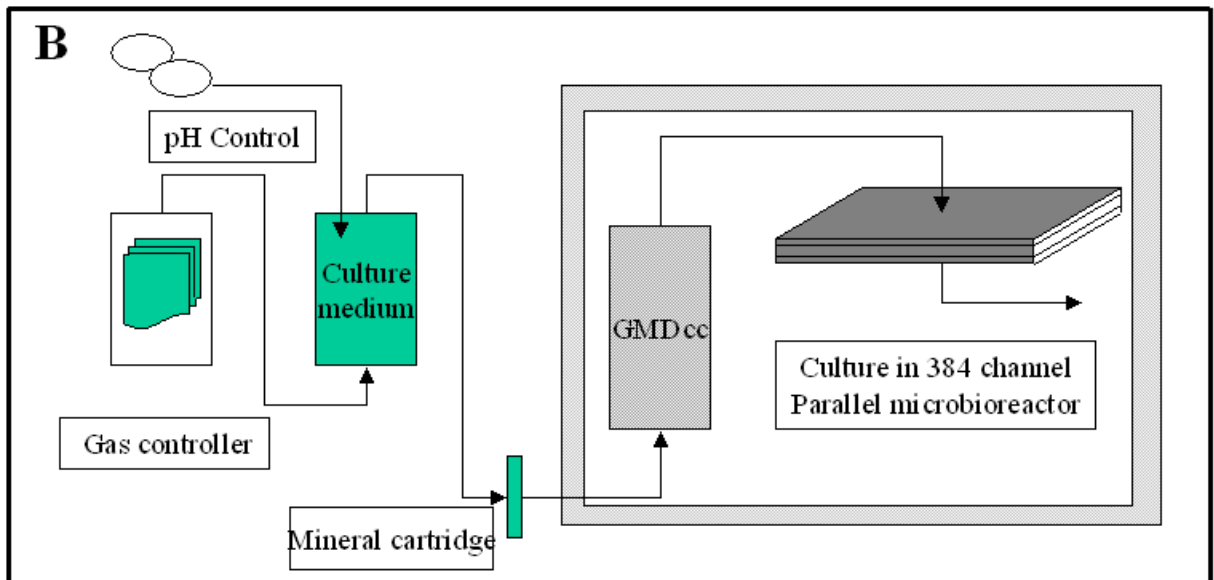 B
pH Control
Culture
medium
GMDcc
Culture in 384 channel
Parallel microbioreactor
Gas controller
Mineral cartridge